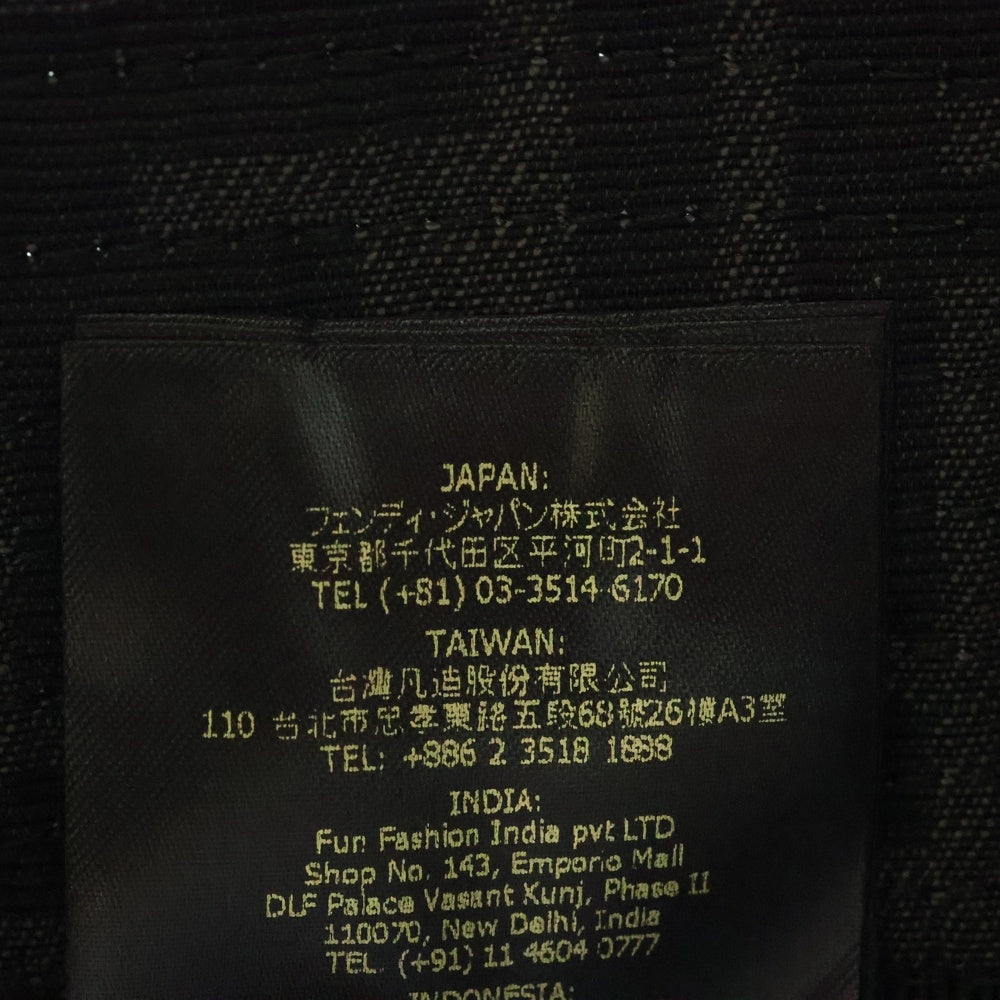 JAPAN:
フェンディ・ジャパン株式会社
東京都千代田区平河町2-1-1
TEL (+81) 03-3514-6170
TAIWAN:
台灣凡迪股份有限公司
110 台北市忠孝東路五段68號26樓A3室
TEL: +886 2 3518 1888
INDIA:
Fun Fashion India pvt LTD
Shop No. 143, Emporio Mall
DLF Palace Vasant Kunj, Phase II
110070, New Delhi, India
TEL. (+91) 11 4604 0777
INDONESIA: